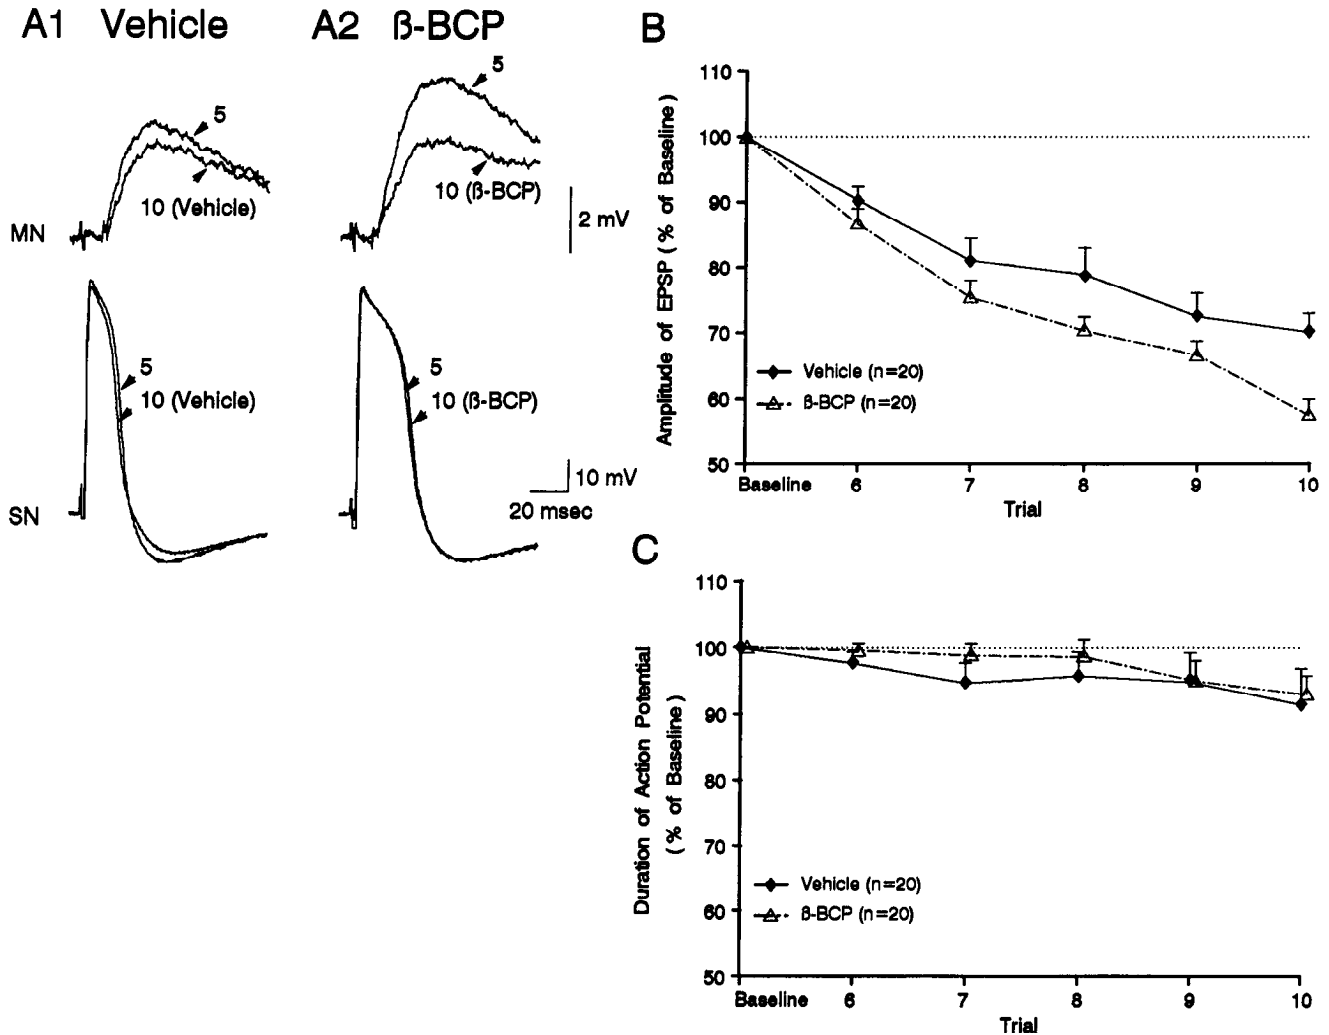 A1 Vehicle
A2 ß-BCP
5
10 (Vehicle)
5
10 (ß-BCP)
2 mV
MN
5
10 (Vehicle)
5
10 (ß-BCP)
10 mV
20 msec
SN
B
Amplitude of EPSP ( % of Baseline )
110
100
90
80
70
60
50
Vehicle (n=20)
ß-BCP (n=20)
Baseline 6 7 8 9 10
Trial
C
Duration of Action Potential
( % of Baseline )
110
100
90
80
70
60
50
Vehicle (n=20)
ß-BCP (n=20)
Baseline 6 7 8 9 10
Trial